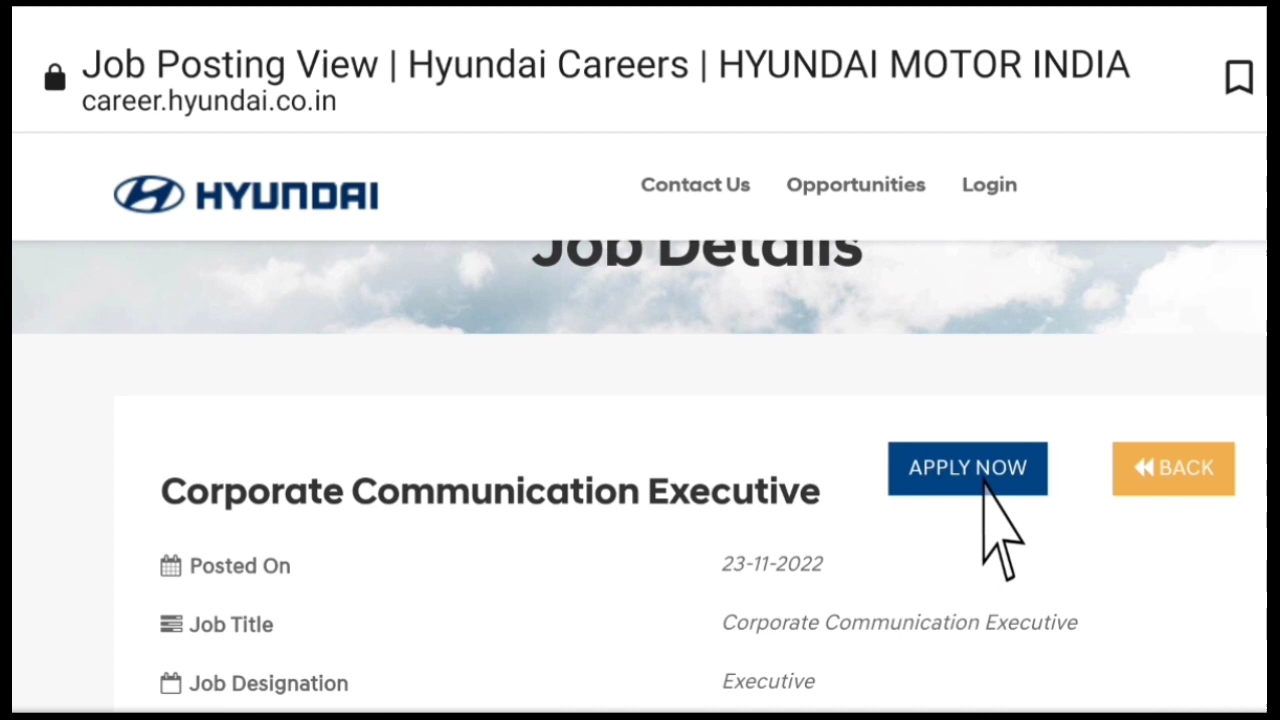 Job Posting View | Hyundai Careers | HYUNDAI MOTOR INDIA
career.hyundai.co.in
HYUNDAI
Contact Us Opportunities Login
Job Details
APPLY NOW BACK
Corporate Communication Executive
Posted On 23-11-2022
Job Title Corporate Communication Executive
Job Designation Executive